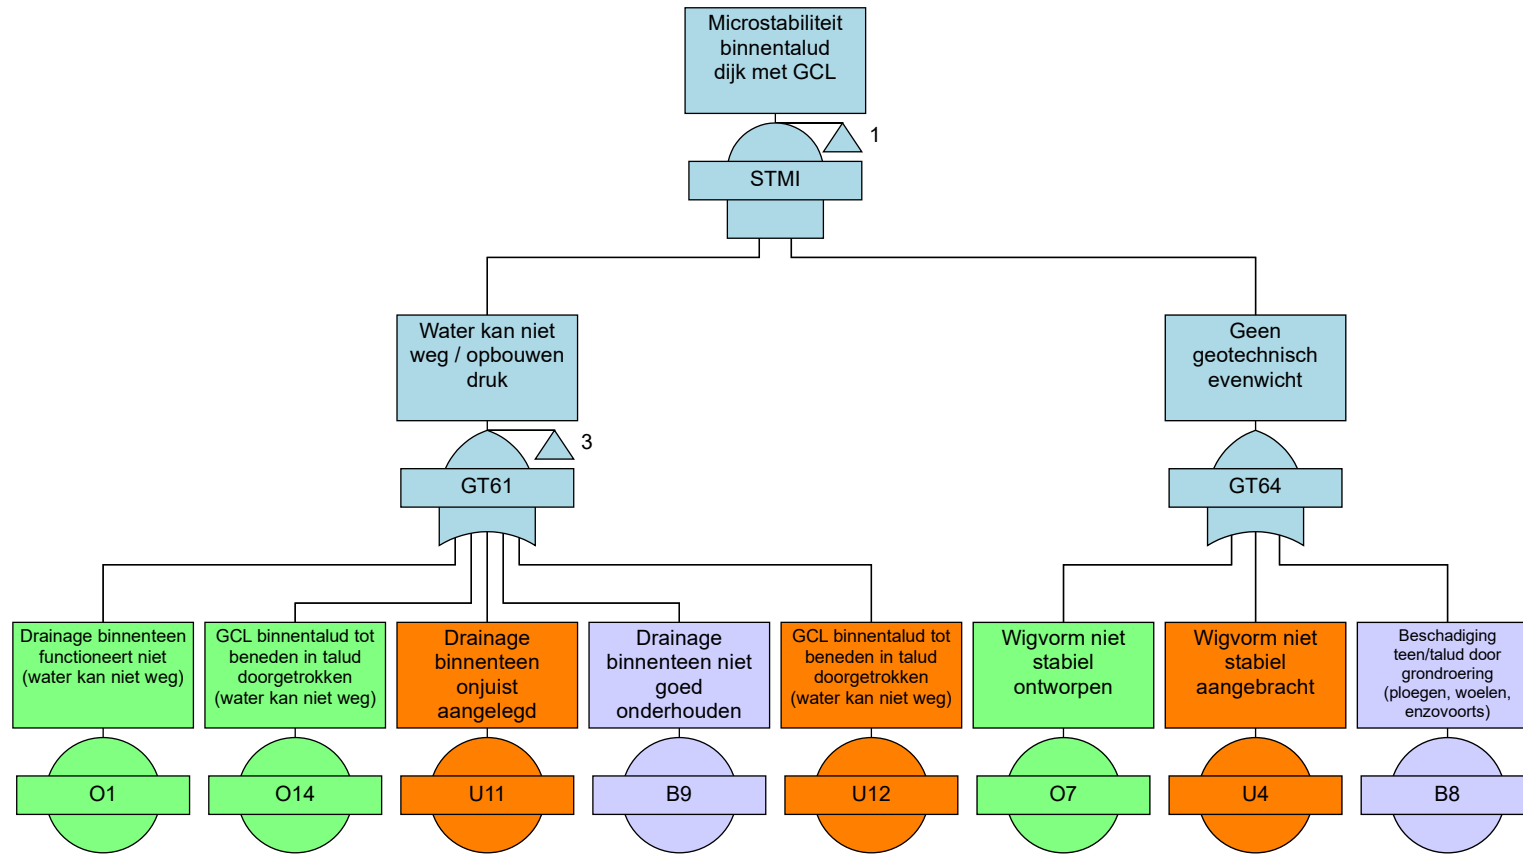 Microstabiliteit
binnentalud
dijk met GCL
1
STMI
Water kan niet
weg / opbouwen
druk
3
GT61
Geen
geotechnisch
evenwicht
GT64
Drainage binnenteen
functioneert niet
(water kan niet weg)
O1
GCL binnentalud tot
beneden in talud
doorgetrokken
(water kan niet weg)
O14
Drainage
binnenteen
onjuist
aangelegd
U11
Drainage
binnenteen niet
goed
onderhouden
B9
GCL binnentalud tot
beneden in talud
doorgetrokken
(water kan niet weg)
U12
Wigvorm niet
stabiel
ontworpen
O7
Wigvorm niet
stabiel
aangebracht
U4
Beschadiging
teen/talud door
grondroering
(ploegen, woelen,
enzovoorts)
B8